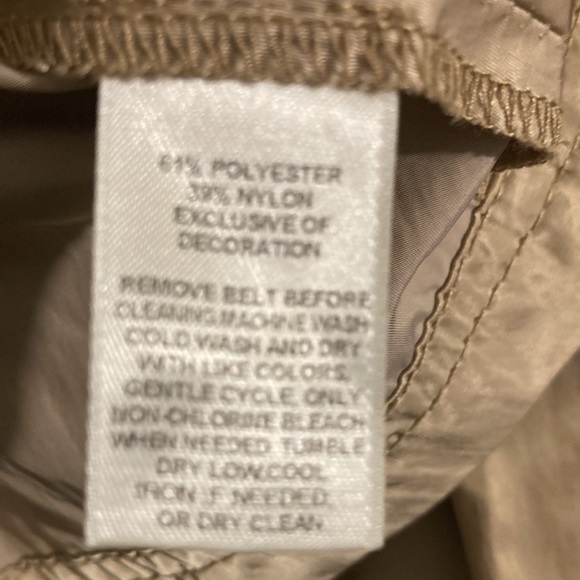 61% POLYESTER
39% NYLON
EXCLUSIVE OF
DECORATION
REMOVE BELT BEFORE
CLEANING.MACHINE WASH
COLD.WASH AND DRY
WITH LIKE COLORS.
GENTLE CYCLE. ONLY
NON-CHLORINE BLEACH
WHEN NEEDED. TUMBLE
DRY LOW.COOL
IRON IF NEEDED.
OR DRY CLEAN